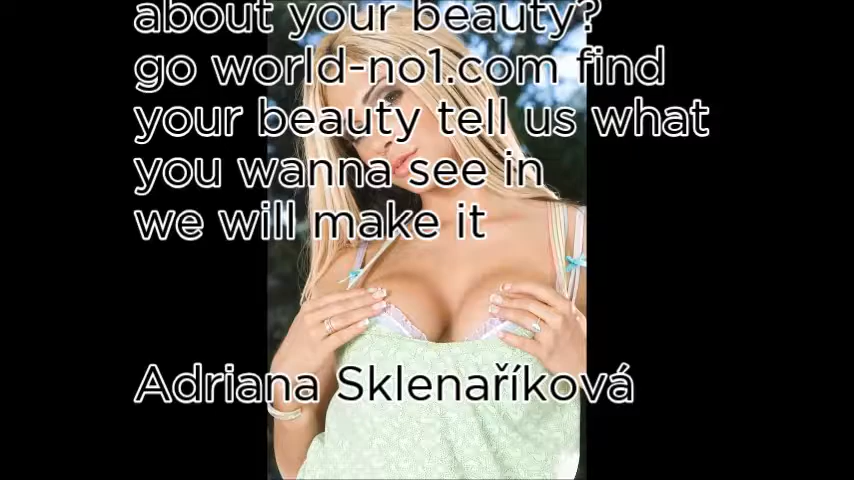 about your beauty?
go world-no1.com find
your beauty tell us what
you wanna see in
we will make it
Adriana Sklenaříková